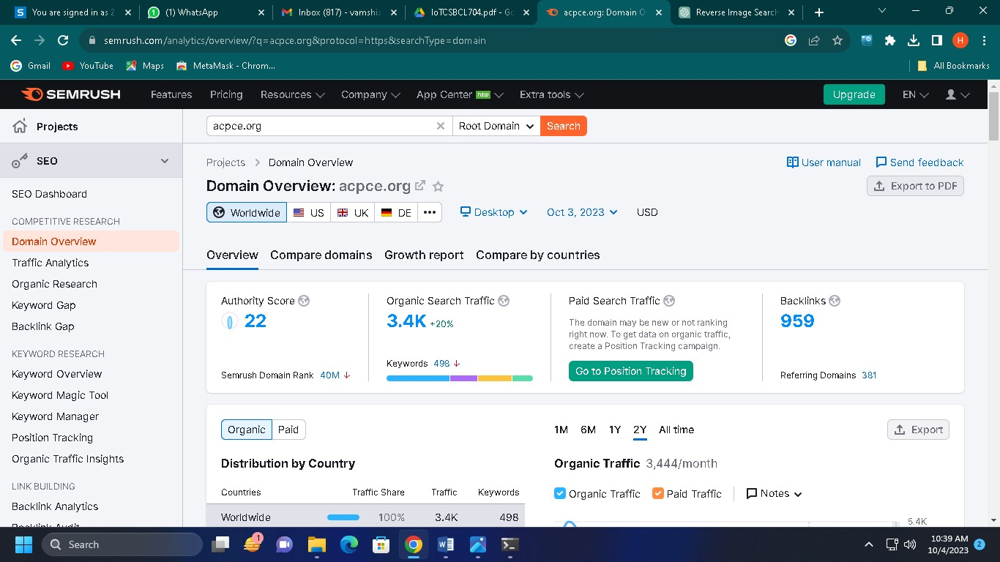 You are signed in as 2
(1) WhatsApp
Inbox (817) - vamshis
IoTCSBCL704.pdf - Go
acpce.org: Domain O
Reverse Image Search
semrush.com/analytics/overview/?q=acpce.org&protocol=https&searchType=domain
H
Gmail
YouTube
Maps
MetaMask - Chrom...
All Bookmarks
SEMRUSH
Features
Pricing
Resources
Company
App Center NEW
Extra tools
Upgrade
EN
Projects
acpce.org
Root Domain
Search
SEO
SEO Dashboard
COMPETITIVE RESEARCH
Domain Overview
Traffic Analytics
Organic Research
Keyword Gap
Backlink Gap
KEYWORD RESEARCH
Keyword Overview
Keyword Magic Tool
Keyword Manager
Position Tracking
Organic Traffic Insights
LINK BUILDING
Backlink Analytics
Backlink Audit
Projects > Domain Overview
User manual
Send feedback
Domain Overview: acpce.org
Export to PDF
Worldwide
US
UK
DE
•••
Desktop
Oct 3, 2023
USD
Overview
Compare domains
Growth report
Compare by countries
Authority Score
22
Semrush Domain Rank 40M ↓
Organic Search Traffic
3.4K +20%
Keywords 498 ↓
Paid Search Traffic
The domain may be new or not ranking
right now. To get data on organic traffic,
create a Position Tracking campaign.
Go to Position Tracking
Backlinks
959
Referring Domains 381
Organic
Paid
Distribution by Country
Countries Traffic Share Traffic Keywords
Worldwide 100% 3.4K 498
1M 6M 1Y 2Y All time
Export
Organic Traffic 3,444/month
Organic Traffic
Paid Traffic
Notes
5.4K
Search
1
10:39 AM
10/4/2023
2